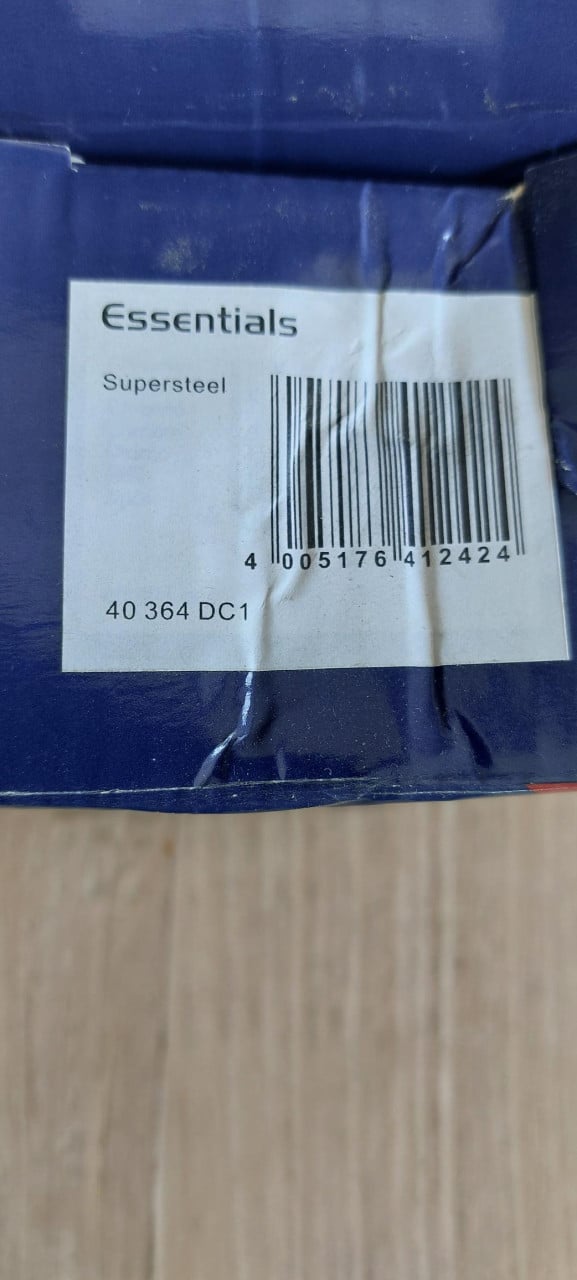 Essentials
Supersteel
4 005176 412424
40 364 DC1